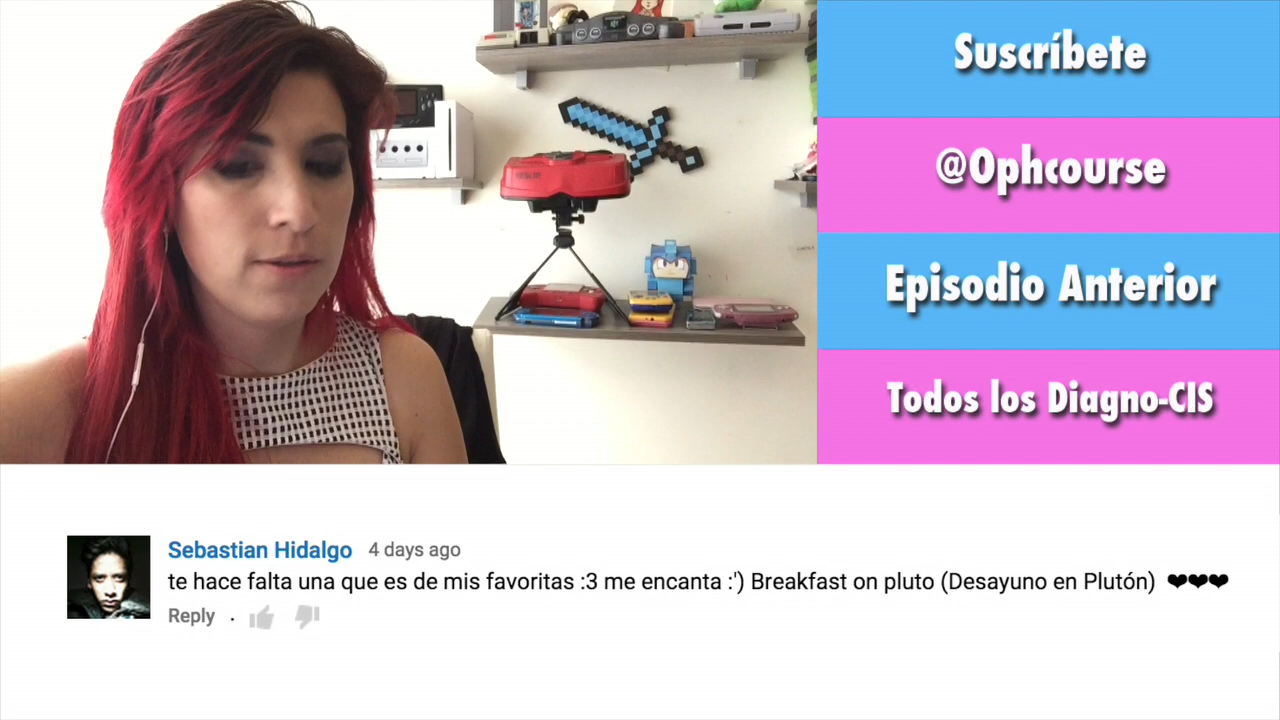 Suscríbete
@Ophcourse
Episodio Anterior
Todos los Diagno-CIS
Sebastian Hidalgo 4 days ago
te hace falta una que es de mis favoritas :3 me encanta :') Breakfast on pluto (Desayuno en Plutón) ❤❤❤
Reply .